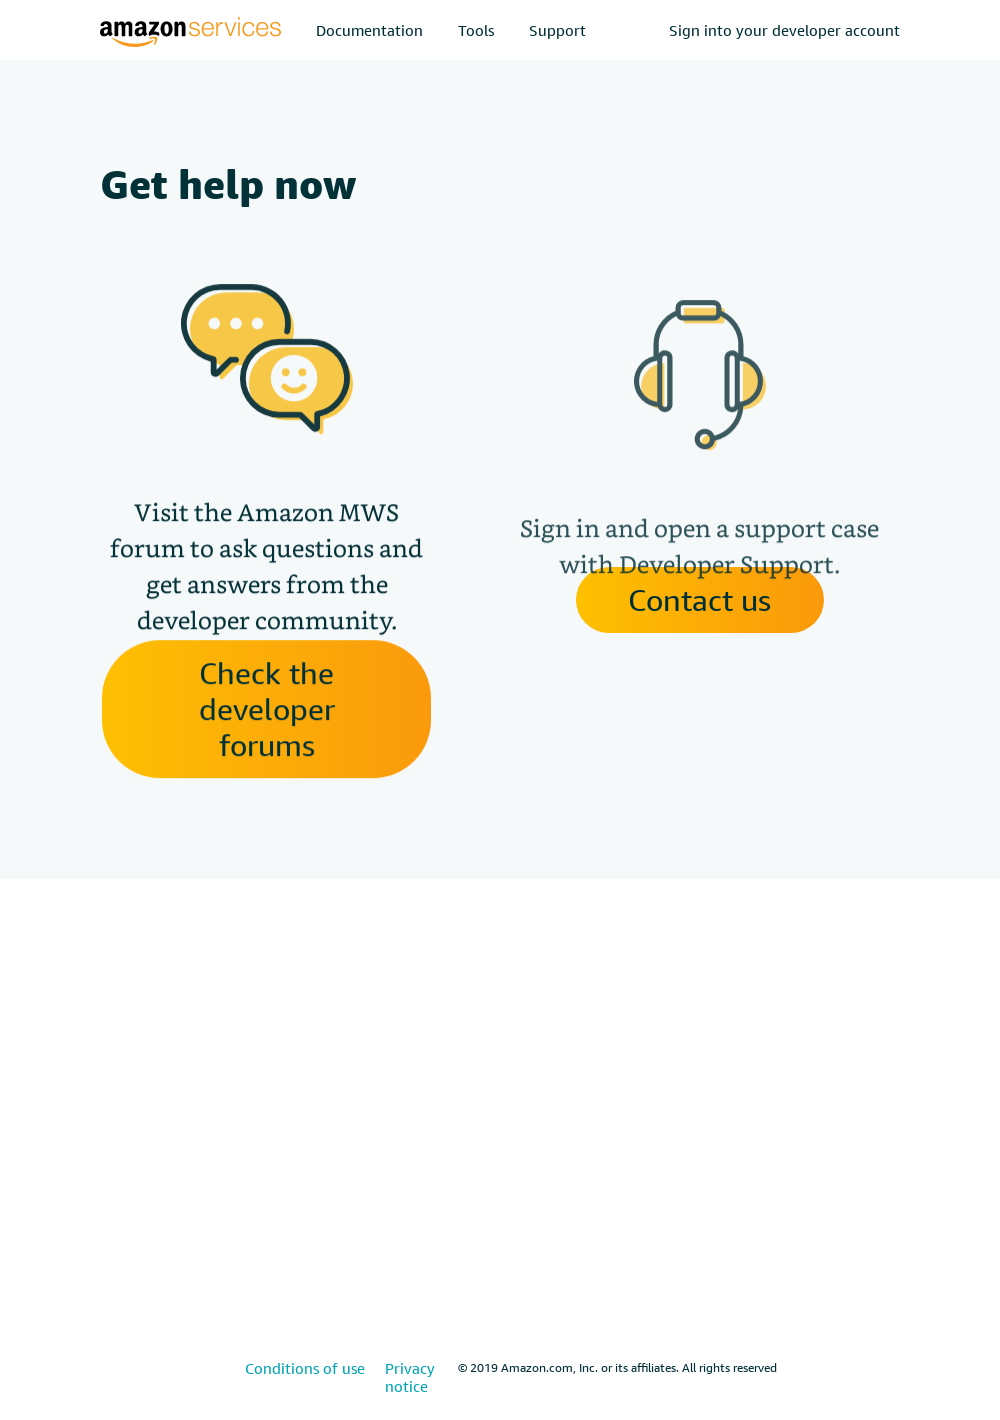 amazonservices Documentation Tools Support Sign into your developer account
Get help now
Visit the Amazon MWS
forum to ask questions and
get answers from the
developer community.
Check the
developer
forums
Sign in and open a support case
with Developer Support.
Contact us
Conditions of use
Privacy
notice
© 2019 Amazon.com, Inc. or its affiliates. All rights reserved